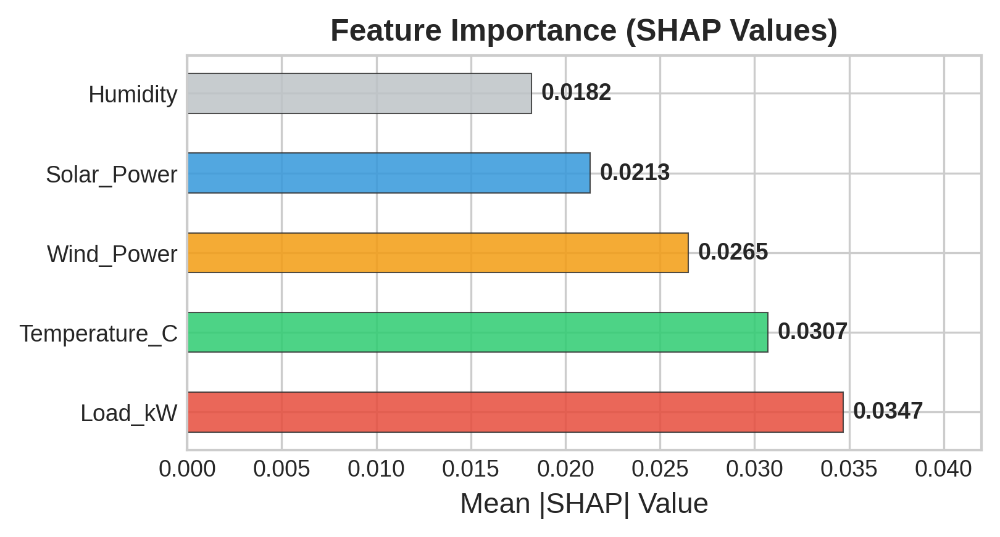 Feature Importance (SHAP Values)
Humidity 0.0182
Solar_Power 0.0213
Wind_Power 0.0265
Temperature_C 0.0307
Load_kW 0.0347
0.000 0.005 0.010 0.015 0.020 0.025 0.030 0.035 0.040
Mean |SHAP| Value